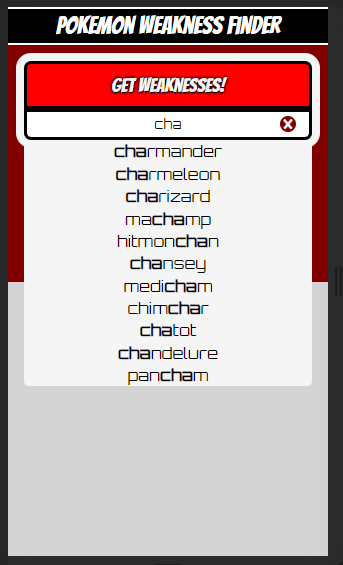 POKEMON WEAKNESS FINDER
GET WEAKNESSES!
cha
charmander
charmeleon
charizard
machamp
hitmonchan
chansey
medicham
chimchar
chatot
chandelure
pancham